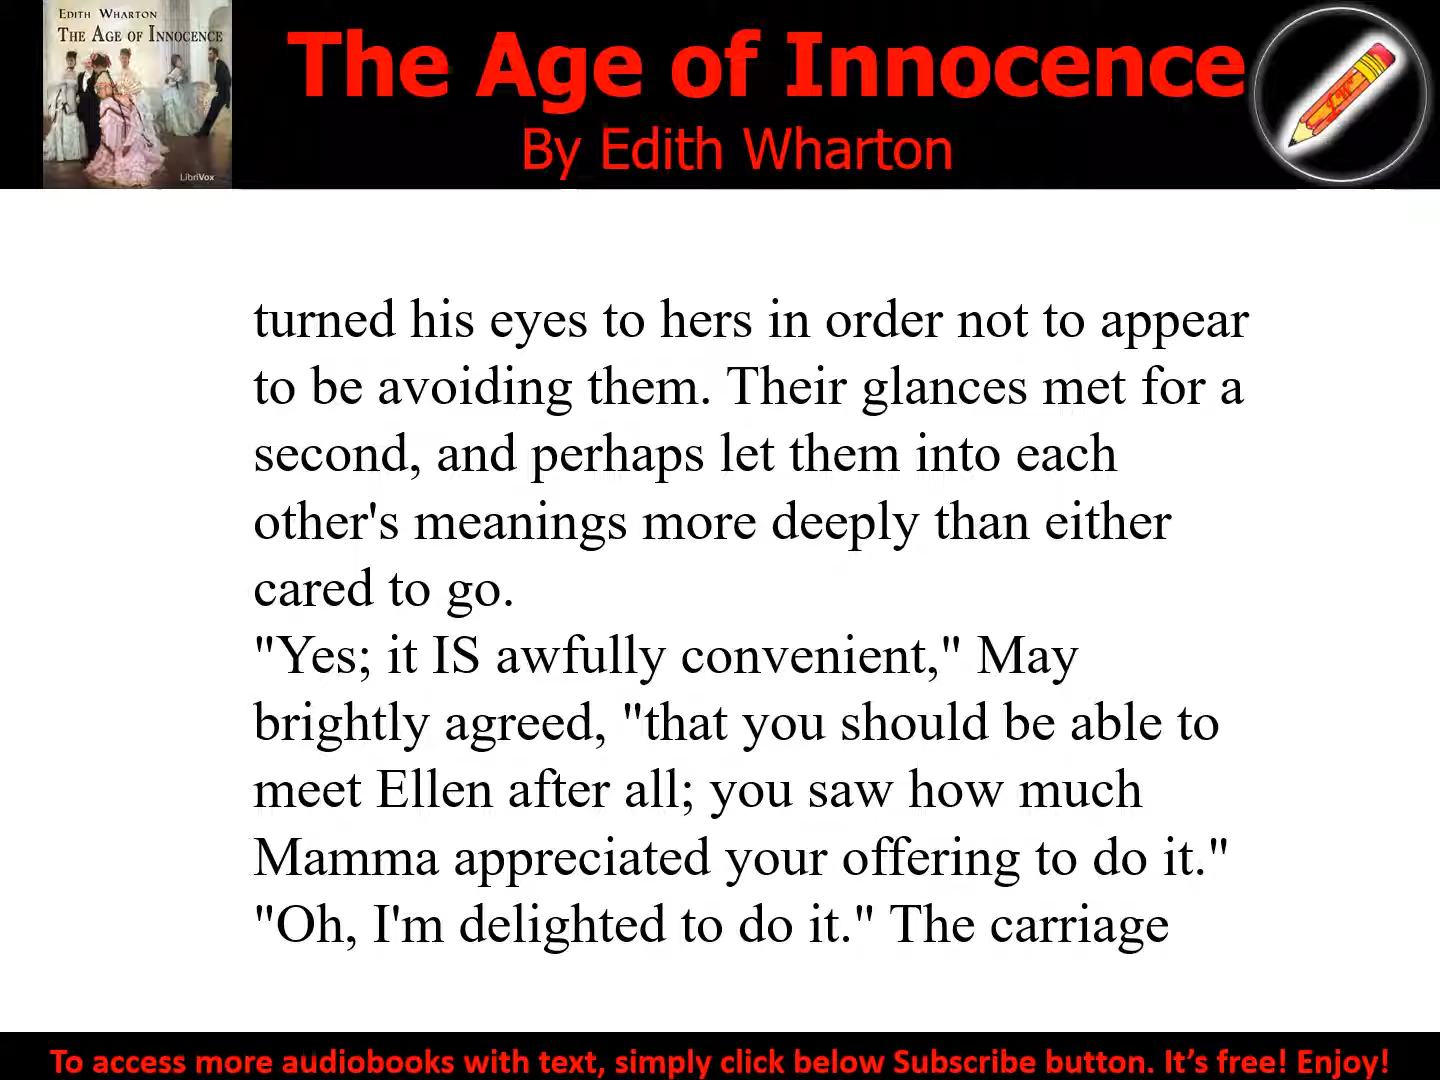 EDITH WHARTON
THE AGE OF INNOCENCE
LibriVox
The Age of Innocence
By Edith Wharton
turned his eyes to hers in order not to appear
to be avoiding them. Their glances met for a
second, and perhaps let them into each
other's meanings more deeply than either
cared to go.
"Yes; it IS awfully convenient," May
brightly agreed, "that you should be able to
meet Ellen after all; you saw how much
Mamma appreciated your offering to do it."
"Oh, I'm delighted to do it." The carriage
To access more audiobooks with text, simply click below Subscribe button. It's free! Enjoy!